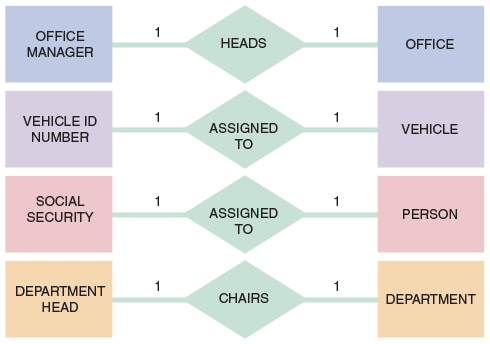 OFFICE
MANAGER
1
HEADS
1
OFFICE
VEHICLE ID
NUMBER
1
ASSIGNED
TO
1
VEHICLE
SOCIAL
SECURITY
1
ASSIGNED
TO
1
PERSON
DEPARTMENT
HEAD
1
CHAIRS
1
DEPARTMENT